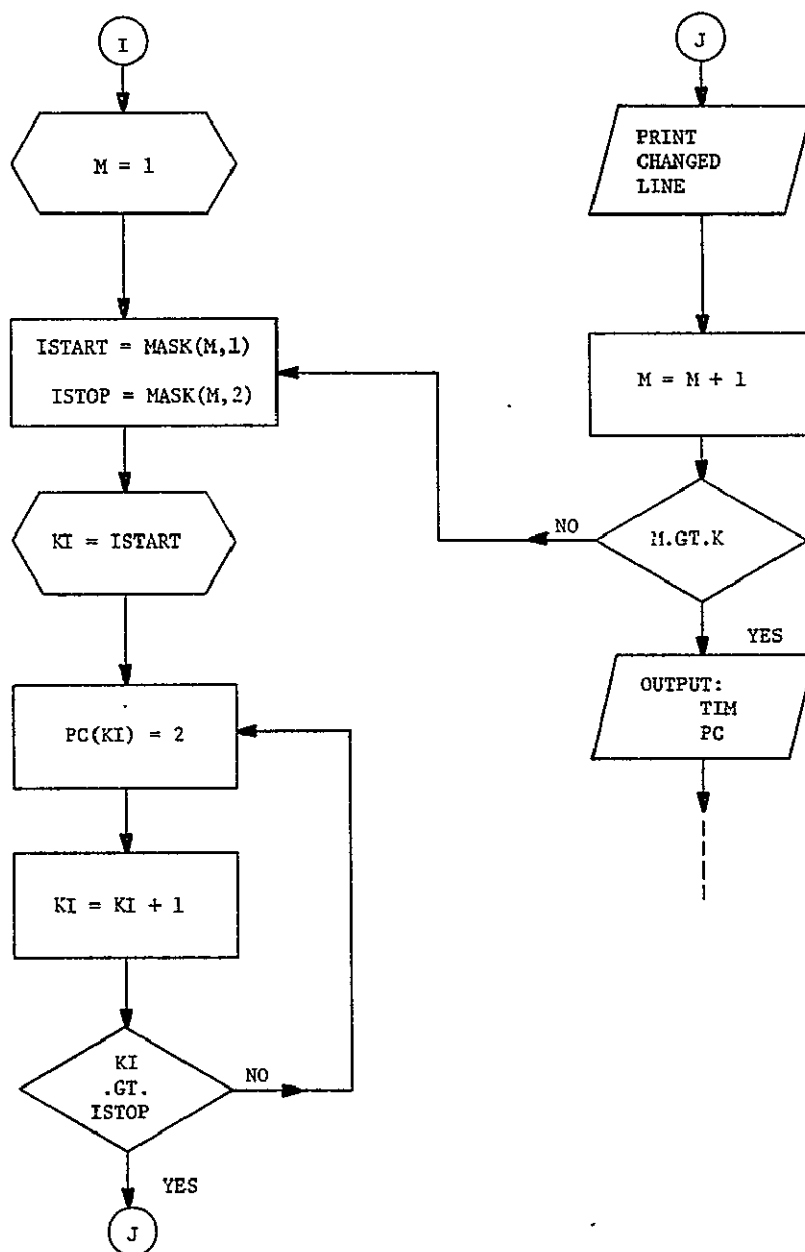 I
M = 1
ISTART = MASK(M,1)
ISTOP = MASK(M,2)
KI = ISTART
PC(KI) = 2
KI = KI + 1
KI
.GT.
ISTOP
NO
YES
J
J
PRINT
CHANGED
LINE
M = M + 1
M.GT.K
NO
YES
OUTPUT:
TIM
PC